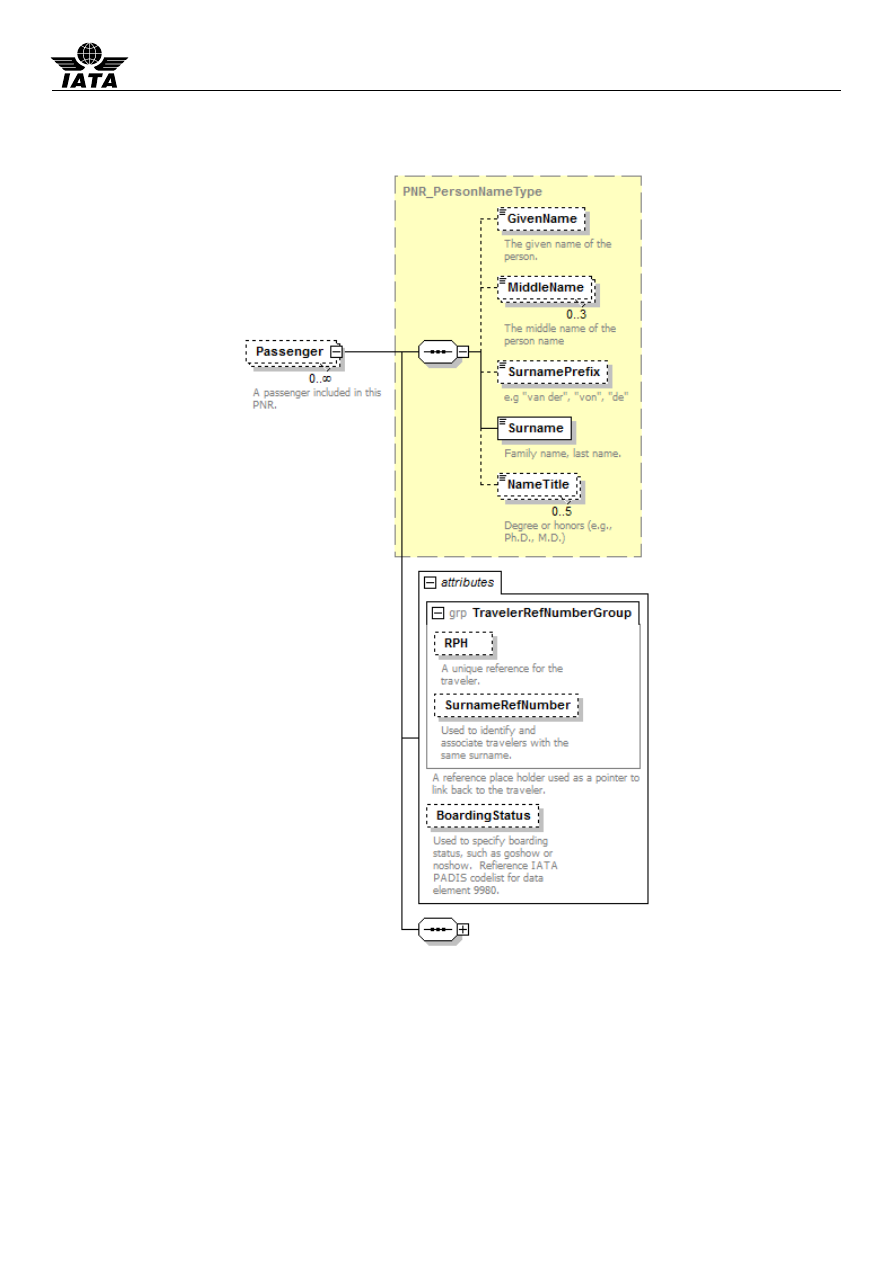 IATA
PNR_PersonNameType
GivenName
The given name of the
person.
MiddleName
0..3
The middle name of the
person name
Passenger
0..∞
A passenger included in this
PNR.
SurnamePrefix
e.g "van der", "von", "de"
Surname
Family name, last name.
NameTitle
0..5
Degree or honors (e.g.,
Ph.D., M.D.)
attributes
grp TravelerRefNumberGroup
RPH
A unique reference for the
traveler.
SurnameRefNumber
Used to identify and
associate travelers with the
same surname.
A reference place holder used as a pointer to
link back to the traveler.
BoardingStatus
Used to specify boarding
status, such as goshow or
noshow. Refierence IATA
PADIS codelist for data
element 9980.